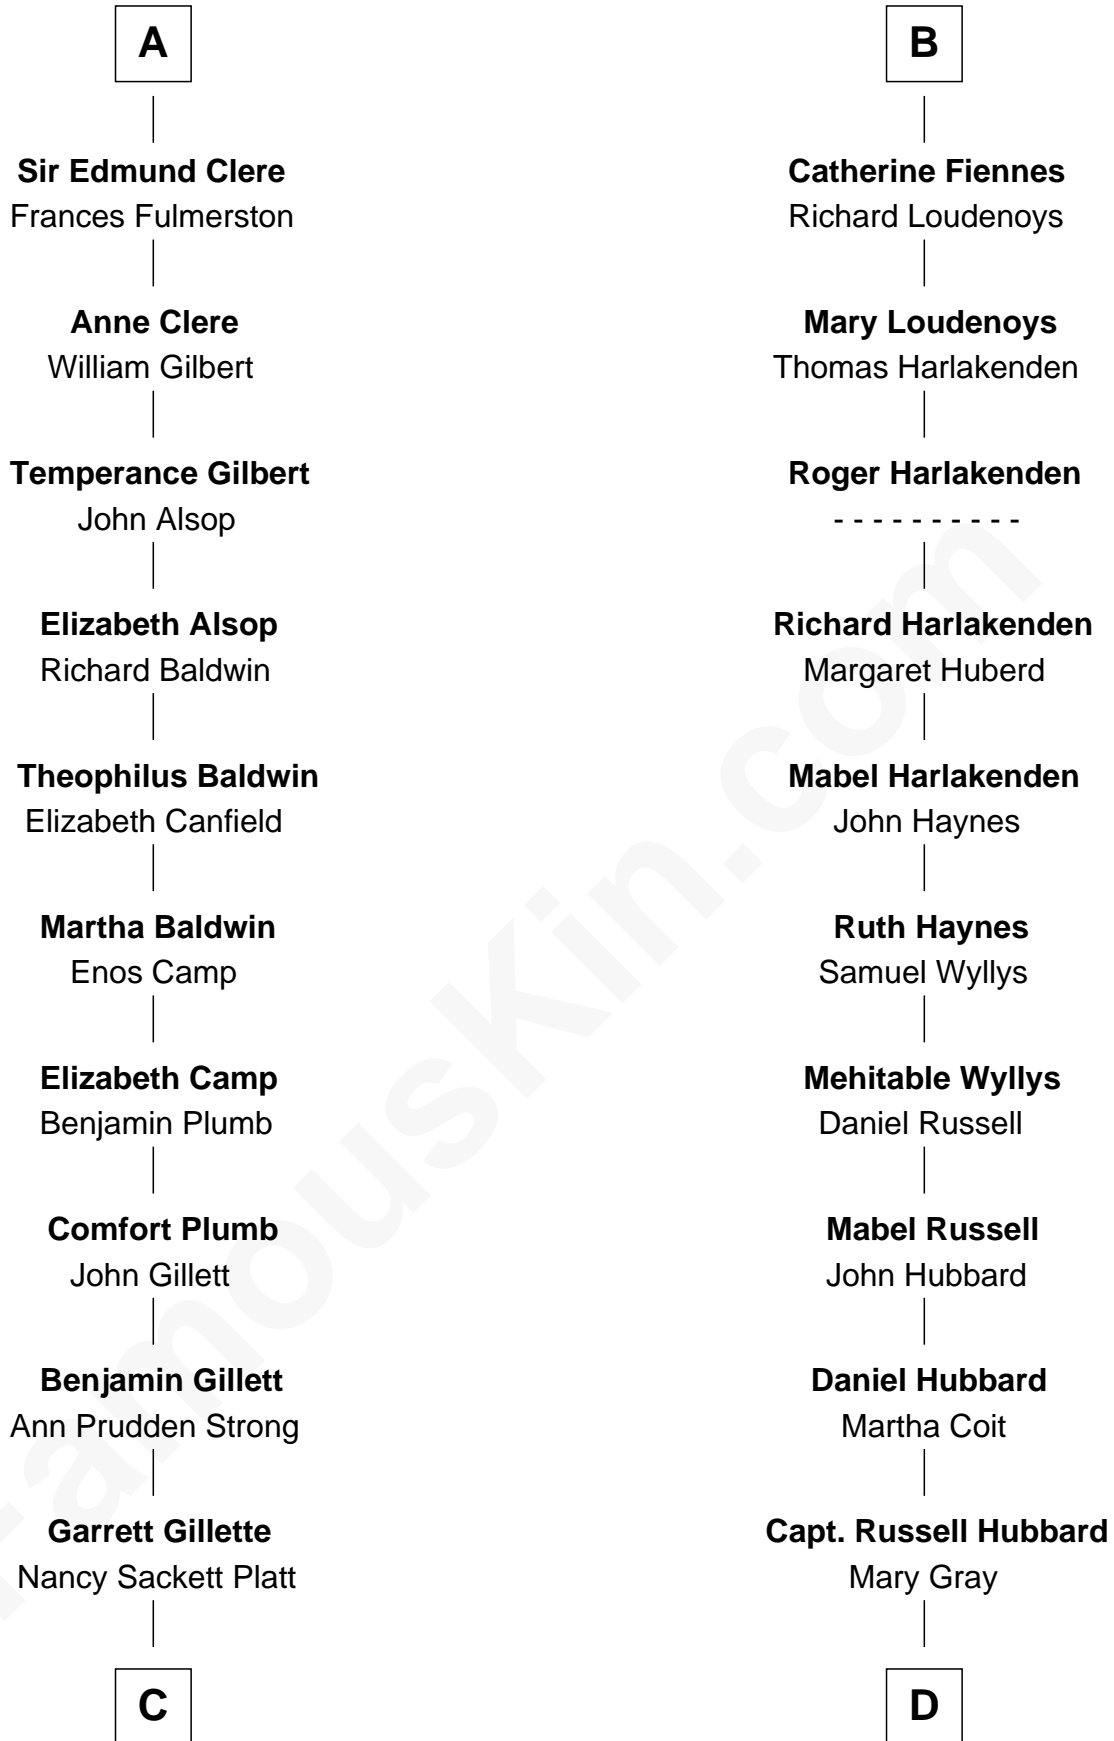 A
Sir Edmund Clere
Frances Fulmerston
Anne Clere
William Gilbert
Temperance Gilbert
John Alsop
Elizabeth Alsop
Richard Baldwin
Theophilus Baldwin
Elizabeth Canfield
Martha Baldwin
Enos Camp
Elizabeth Camp
Benjamin Plumb
Comfort Plumb
John Gillett
Benjamin Gillett
Ann Prudden Strong
Garrett Gillette
Nancy Sackett Platt
C
B
Catherine Fiennes
Richard Loudenoys
Mary Loudenoys
Thomas Harlakenden
Roger Harlakenden
- - - - - - - - - -
Richard Harlakenden
Margaret Huberd
Mabel Harlakenden
John Haynes
Ruth Haynes
Samuel Wyllys
Mehitable Wyllys
Daniel Russell
Mabel Russell
John Hubbard
Daniel Hubbard
Martha Coit
Capt. Russell Hubbard
Mary Gray
D
FamousKin.com